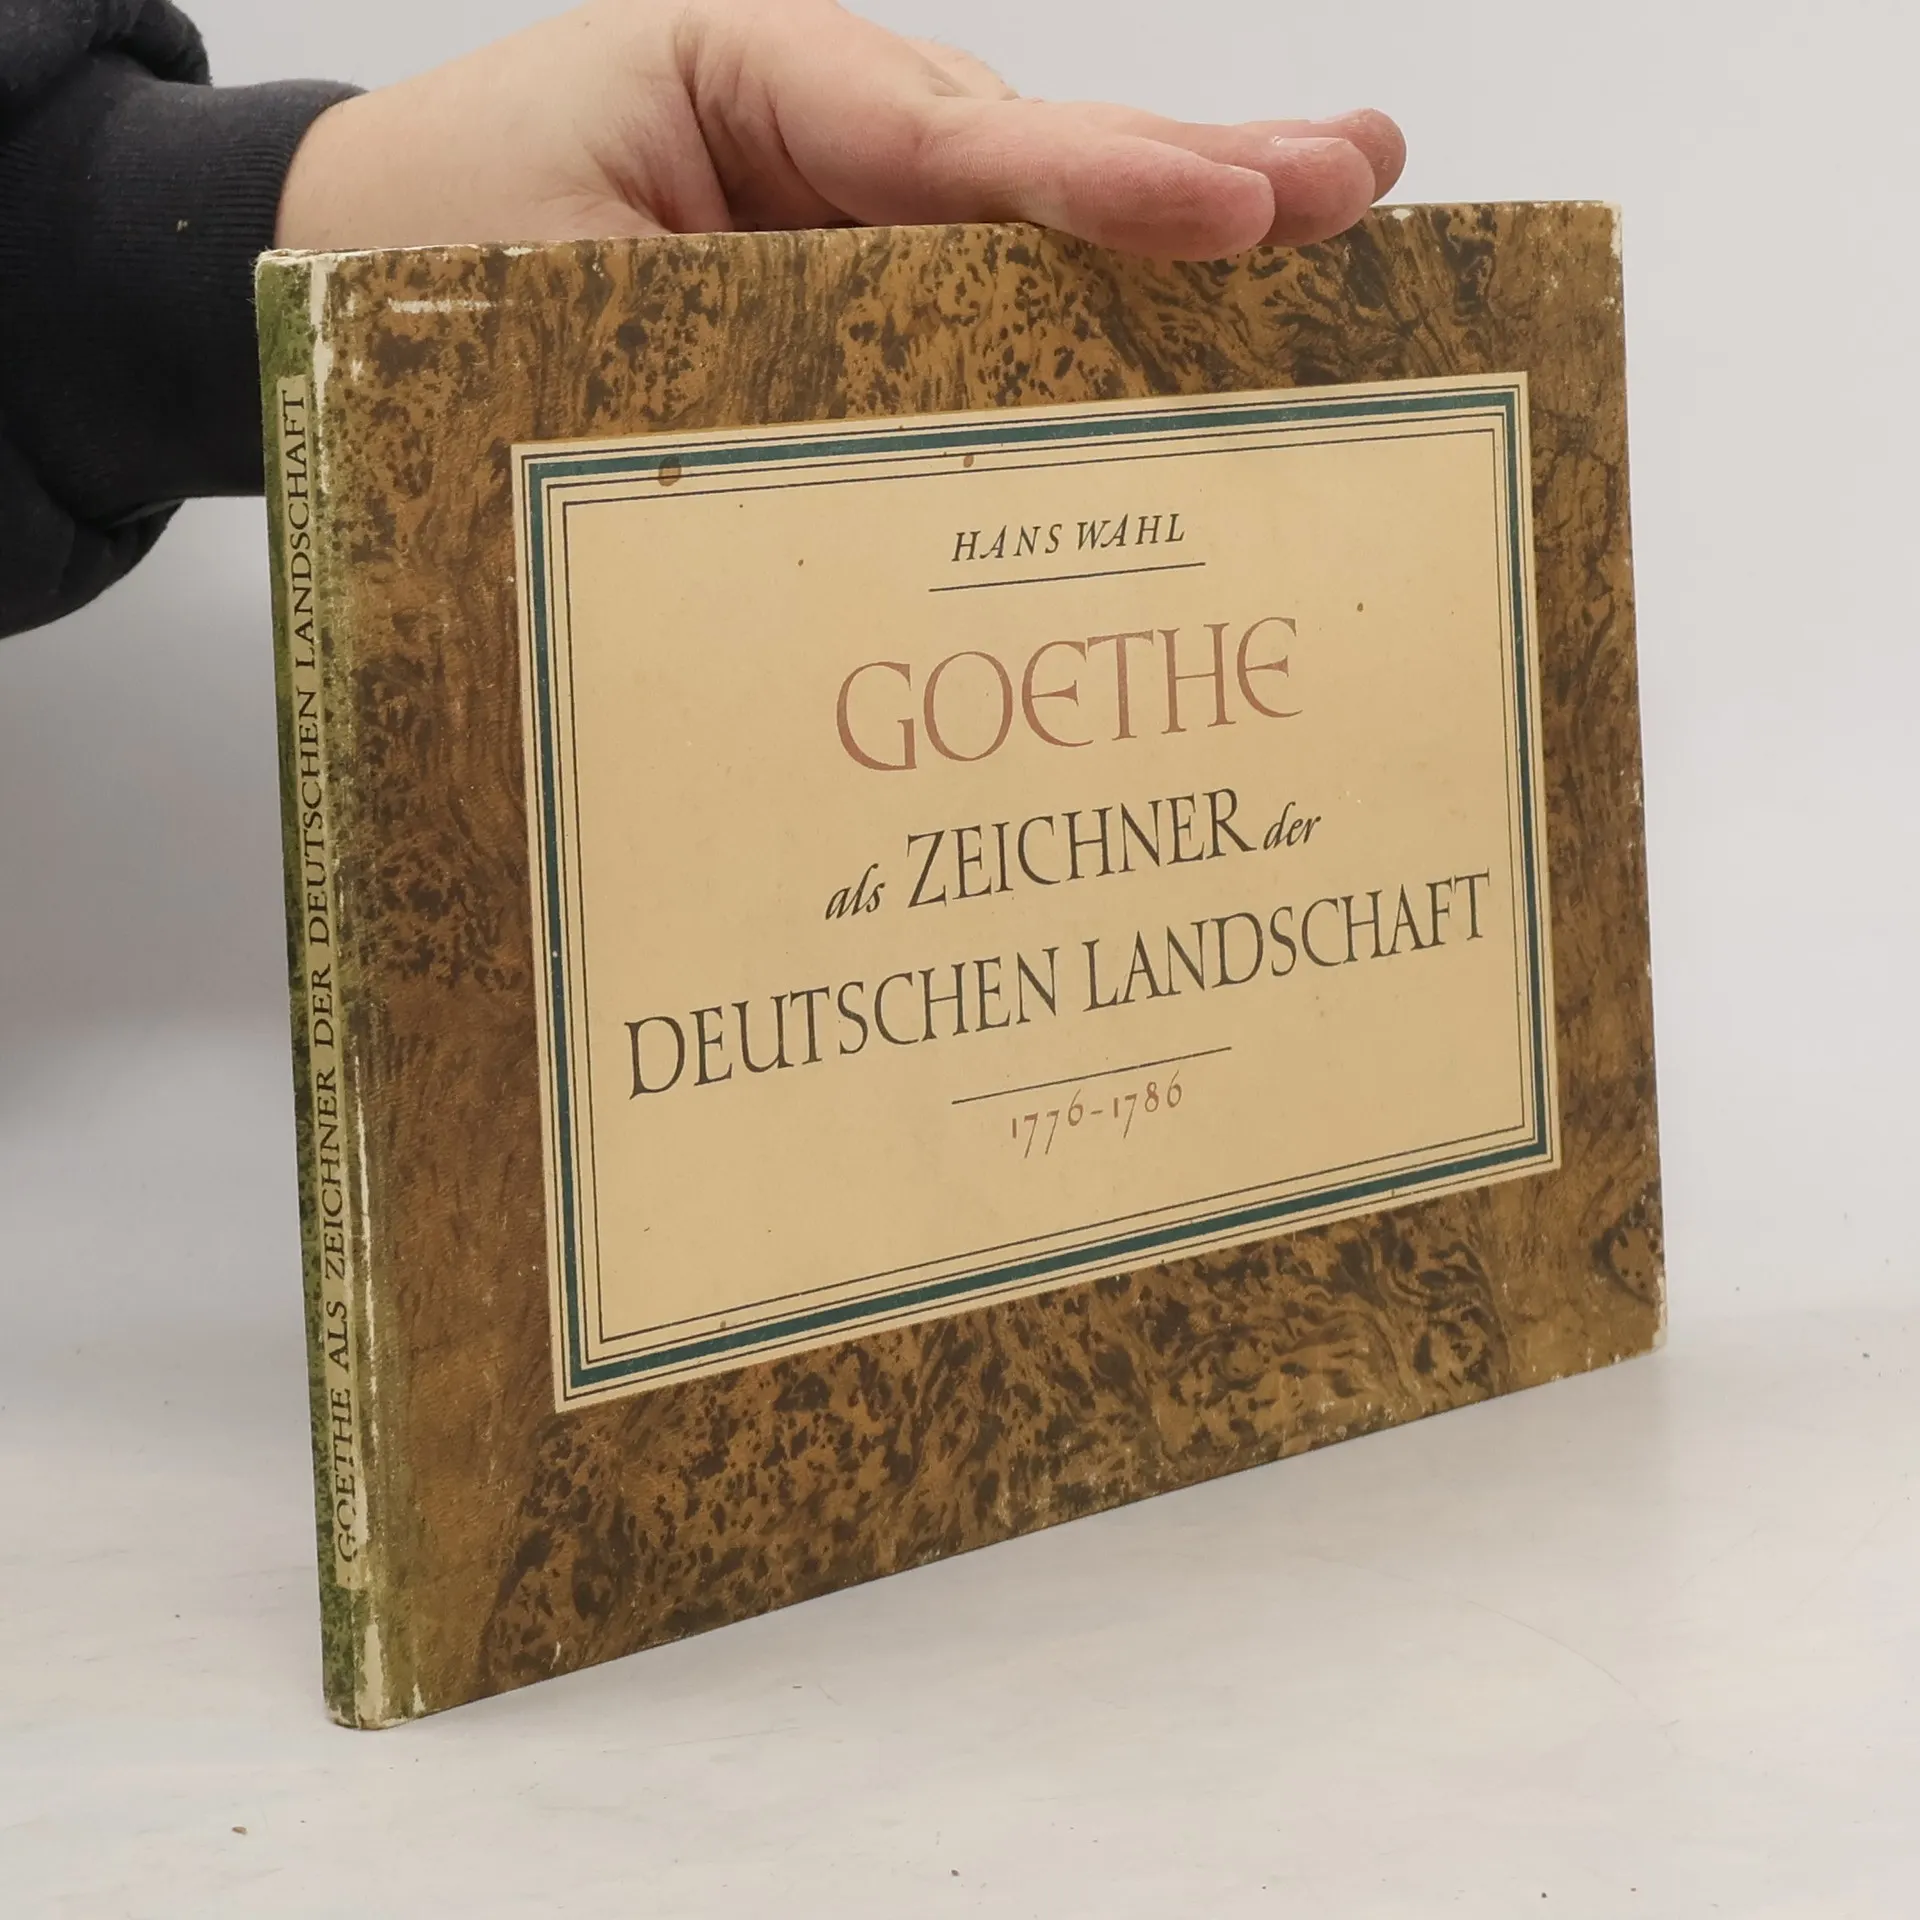 HANS WAHL
GOETHE
als ZEICHNER der
DEUTSCHEN LANDSCHAFT
1776-1786
GOETHE ALS ZEICHNER DER DEUTSCHEN LANDSCHAFT